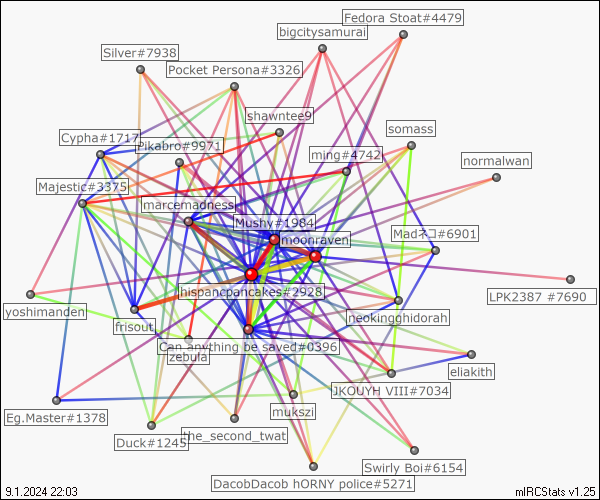 Fedora Stoat#4479
bigcitysamurai
Silver#7938
Pocket Persona#3326
shawntee9
somass
Cypha#1717
Pikabro#9971
ming#4742
normalwan
Majestic#3375
marcemadness
Mushy#1984
moonraven
Madネコ#6901
hispancpancakes#2928
LPK2387 #7690
yoshimanden
frisout
neokingghidorah
Can anything be saved#0396
zebula
eliakith
JKOUYH VIII#7034
Eg.Master#1378
mukszi
Duck#1245
the_second_twat
Swirly Boi#6154
DacobDacob hORNY police#5271
9.1.2024 22:03
mIRCStats v1.25